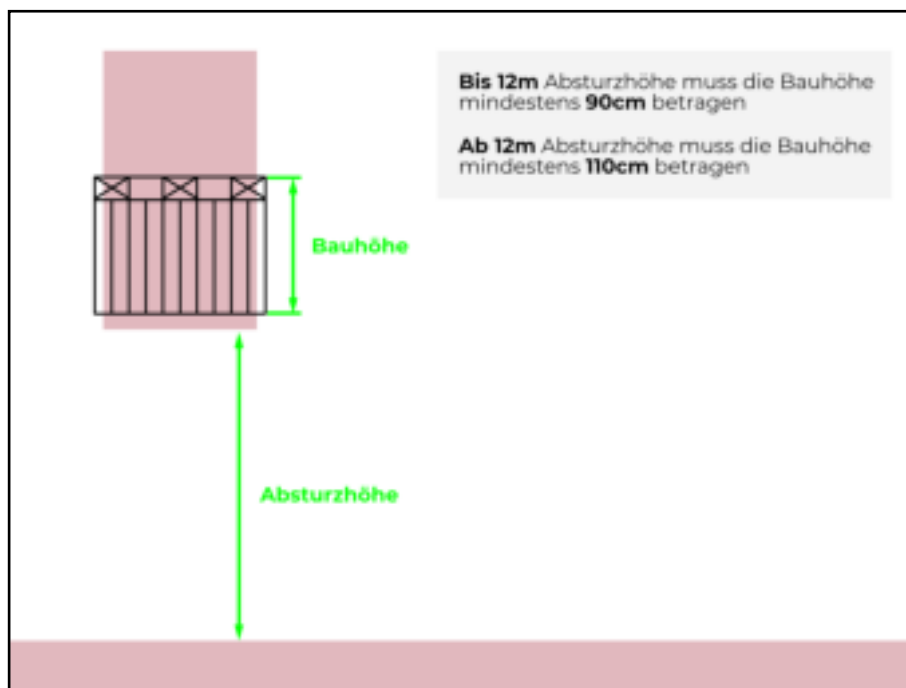 Bis 12m Absturzhöhe muss die Bauhöhe
mindestens 90cm betragen
Ab 12m Absturzhöhe muss die Bauhöhe
mindestens 110cm betragen
Bauhöhe
Absturzhöhe